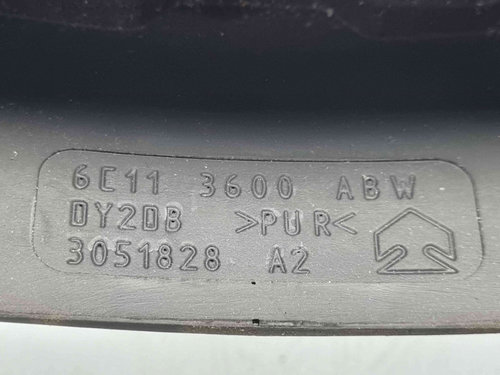 6E11 3600 ABW
DY2DB >PUR<
3051828 A2